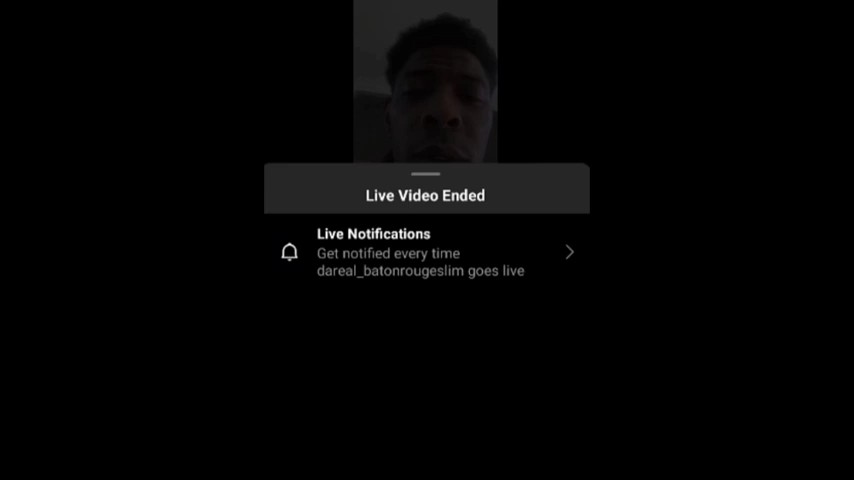 Live Video Ended
Live Notifications
Get notified every time
dareal_batonrougeslim goes live